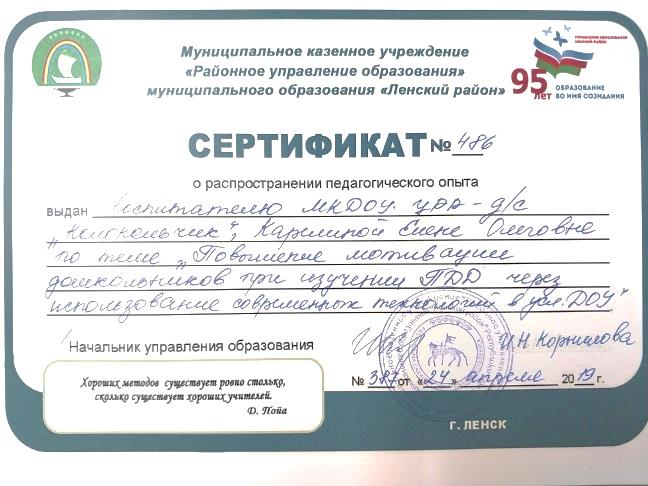 Муниципальное казенное учреждение
«Районное управление образования»
муниципального образования «Ленский район»
УПРАВЛЕНИЕ ОБРАЗОВАНИЯ
ЛЕНСКИЙ РАЙОН
95 лет
ОБРАЗОВАНИЕ
ВО ИМЯ СОЗИДАНИЯ
СЕРТИФИКАТ № 486
о распространении педагогического опыта
выдан Воспитателю МКДОУ ЦРР-д/с
„Колокольчик", Карелиной Елене Олеговне
по теме „Повышение мотивации
дошкольников при изучении ПДД через
использование современных технологий в усл. ДОУ"
Начальник управления образования И.Н. Корнилова
№ 327 от «24» апреля 2019 г.
Хороших методов существует ровно столько,
сколько существует хороших учителей.
Д. Пойа
г. ЛЕНСК